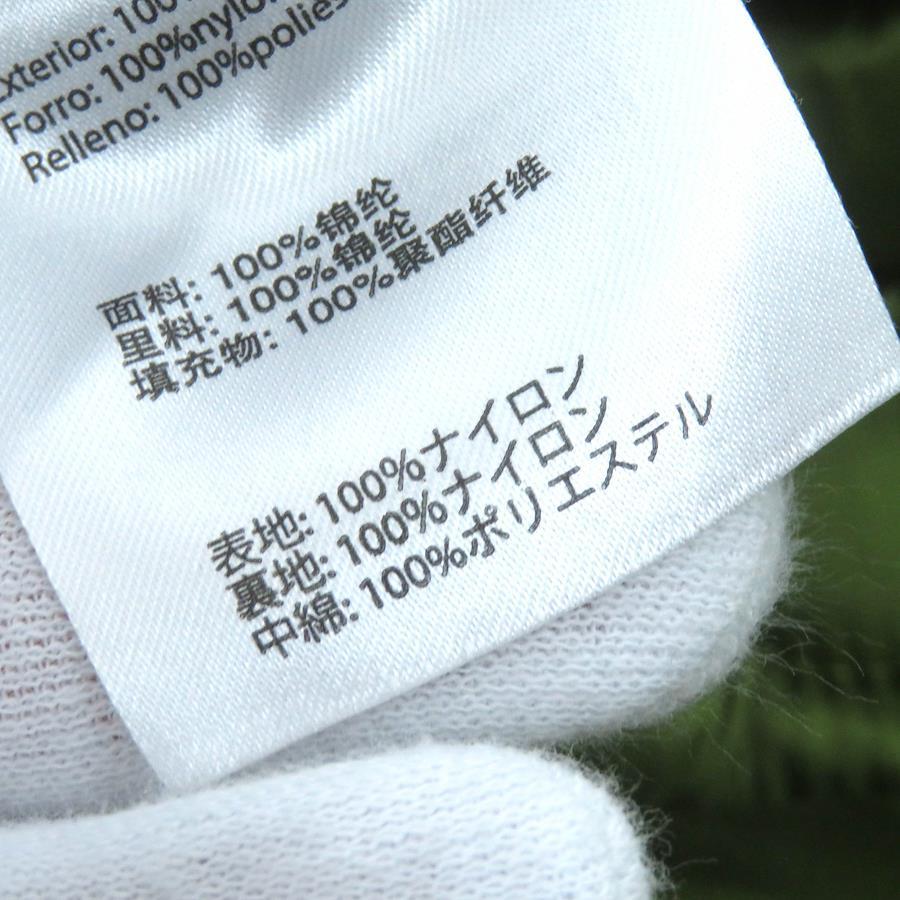 Exterior: 100%
Forro: 100%nylon
Relleno: 100%polies
面料: 100%锦纶
里料: 100%锦纶
填充物: 100%聚酯纤维
表地: 100%ナイロン
裏地: 100%ナイロン
中綿: 100%ポリエステル